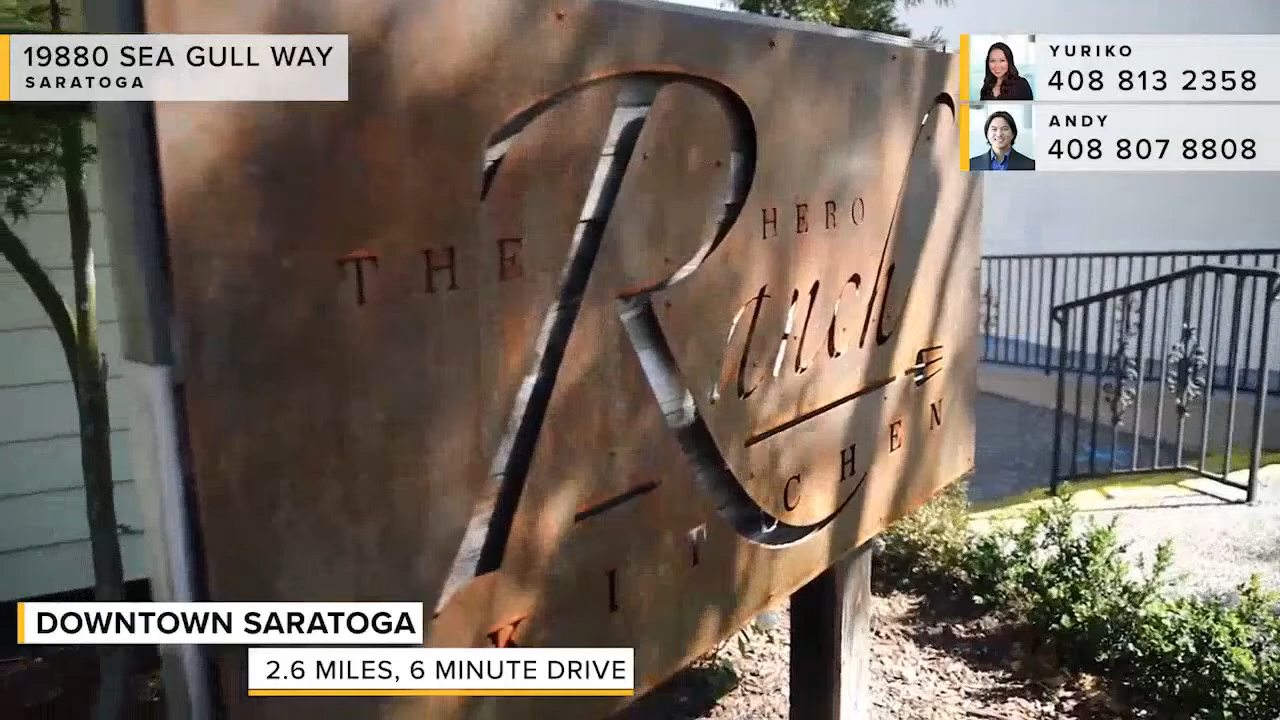 19880 SEA GULL WAY
SARATOGA
YURIKO
408 813 2358
ANDY
408 807 8808
THE
HERO
Ranch
KITCHEN
DOWNTOWN SARATOGA
2.6 MILES, 6 MINUTE DRIVE